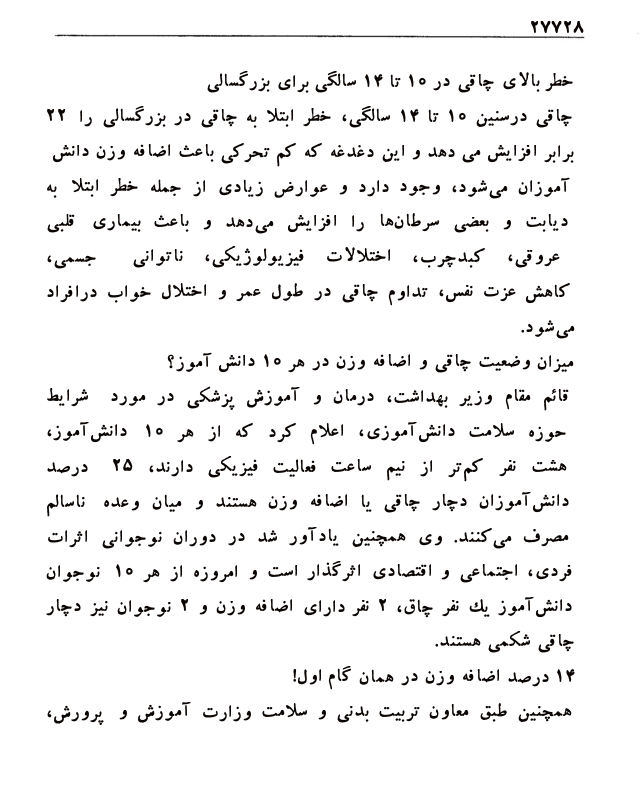 ۲۷۷۲۸
خطر بالای چاقی در ۱۰ تا ۱۴ سالگی برای بزرگسالی
چاقی درسنین ۱۰ تا ۱۴ سالگی، خطر ابتلا به چاقی در بزرگسالی را ۲۲
برابر افزایش می دهد و این دغدغه که کم تحرکی باعث اضافه وزن دانش
آموزان می‌شود، وجود دارد و عوارض زیادی از جمله خطر ابتلا به
دیابت و بعضی سرطان‌ها را افزایش می‌دهد و باعث بیماری قلبی
عروقی، کبدچرب، اختلالات فیزیولوژیکی، ناتوانی جسمی،
کاهش عزت نفس، تداوم چاقی در طول عمر و اختلال خواب درافراد
می‌شود.
میزان وضعیت چاقی و اضافه وزن در هر ۱۰ دانش آموز؟
قائم مقام وزیر بهداشت، درمان و آموزش پزشکی در مورد شرایط
حوزه سلامت دانش‌آموزی، اعلام کرد که از هر ۱۰ دانش‌آموز،
هشت نفر کم‌تر از نیم ساعت فعالیت فیزیکی دارند، ۲۵ درصد
دانش‌آموزان دچار چاقی یا اضافه وزن هستند و میان وعده ناسالم
مصرف می‌کنند. وی همچنین یادآور شد در دوران نوجوانی اثرات
فردی، اجتماعی و اقتصادی اثرگذار است و امروزه از هر ۱۰ نوجوان
دانش‌آموز یك نفر چاق، ۲ نفر دارای اضافه وزن و ۲ نوجوان نیز دچار
چاقی شکمی هستند.
۱۴ درصد اضافه وزن در همان گام اول!
همچنین طبق معاون تربیت بدنی و سلامت وزارت آموزش و پرورش،